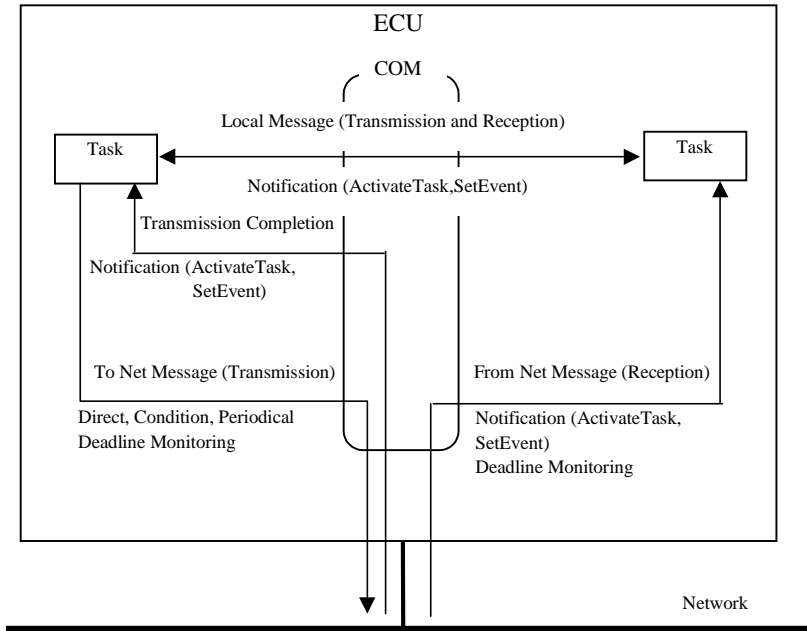 ECU
COM
Local Message (Transmission and Reception)
Task
Task
Notification (ActivateTask,SetEvent)
Transmission Completion
Notification (ActivateTask,
SetEvent)
To Net Message (Transmission)
From Net Message (Reception)
Direct, Condition, Periodical
Deadline Monitoring
Notification (ActivateTask,
SetEvent)
Deadline Monitoring
Network